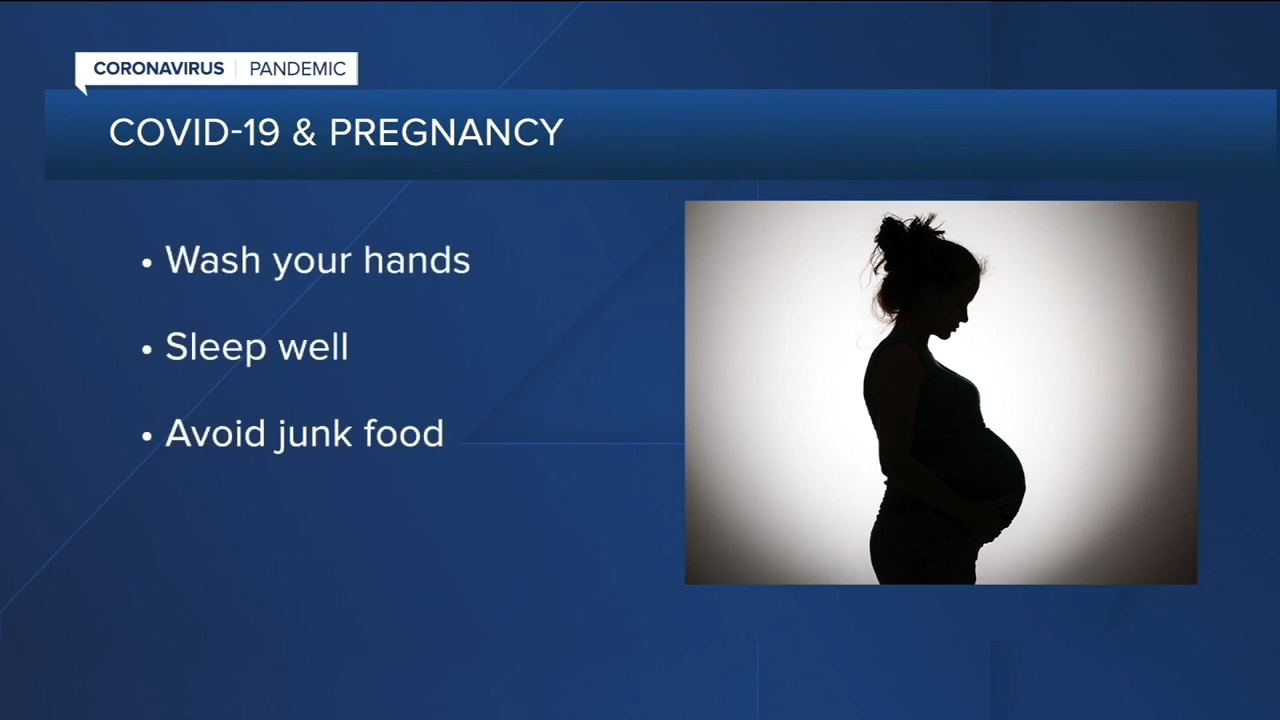 CORONAVIRUS | PANDEMIC
COVID-19 & PREGNANCY
• Wash your hands
• Sleep well
• Avoid junk food